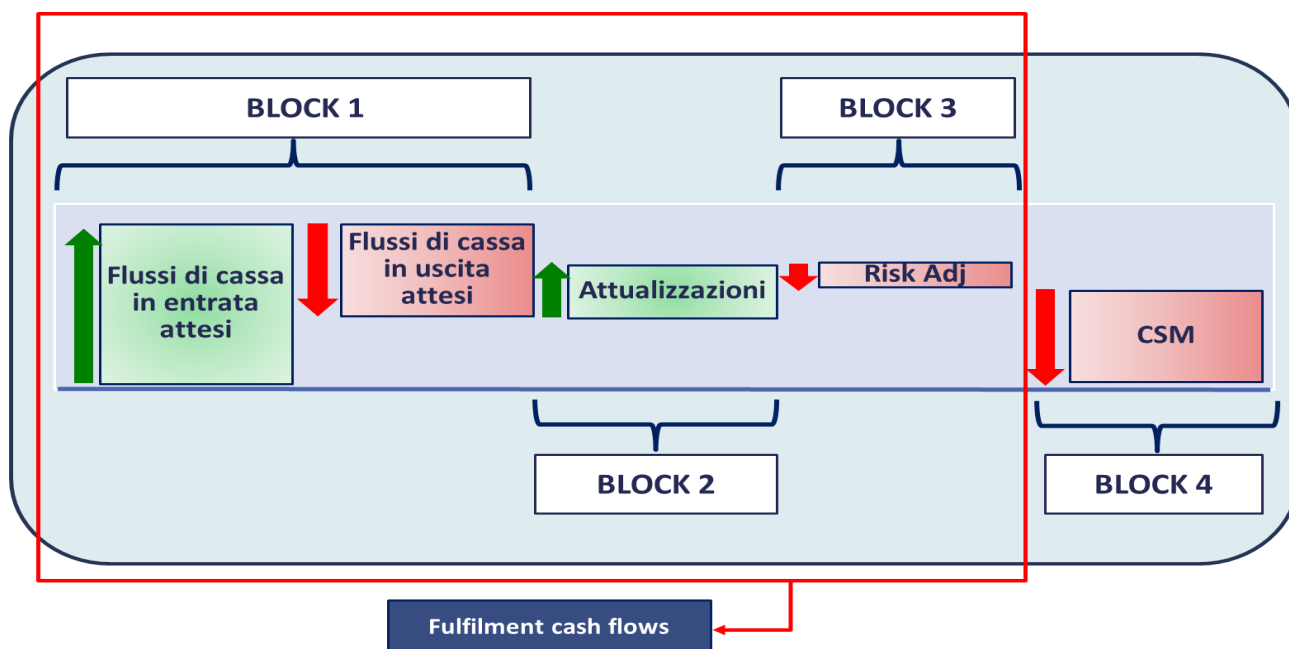 BLOCK 1
BLOCK 3
Flussi di cassa
in entrata
attesi
Flussi di cassa
in uscita
attesi
Attualizzazioni
Risk Adj
CSM
BLOCK 2
BLOCK 4
Fulfilment cash flows